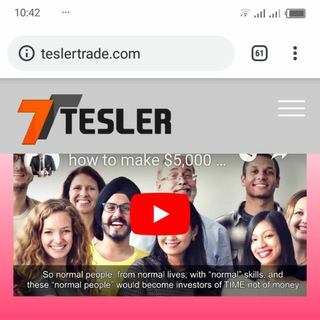 10:42 ...
teslertrade.com 61
TESLER
how to make $5,000 ...
So normal people, from normal lives, with "normal" skills, and
these "normal people" would become investors of TIME not of money.